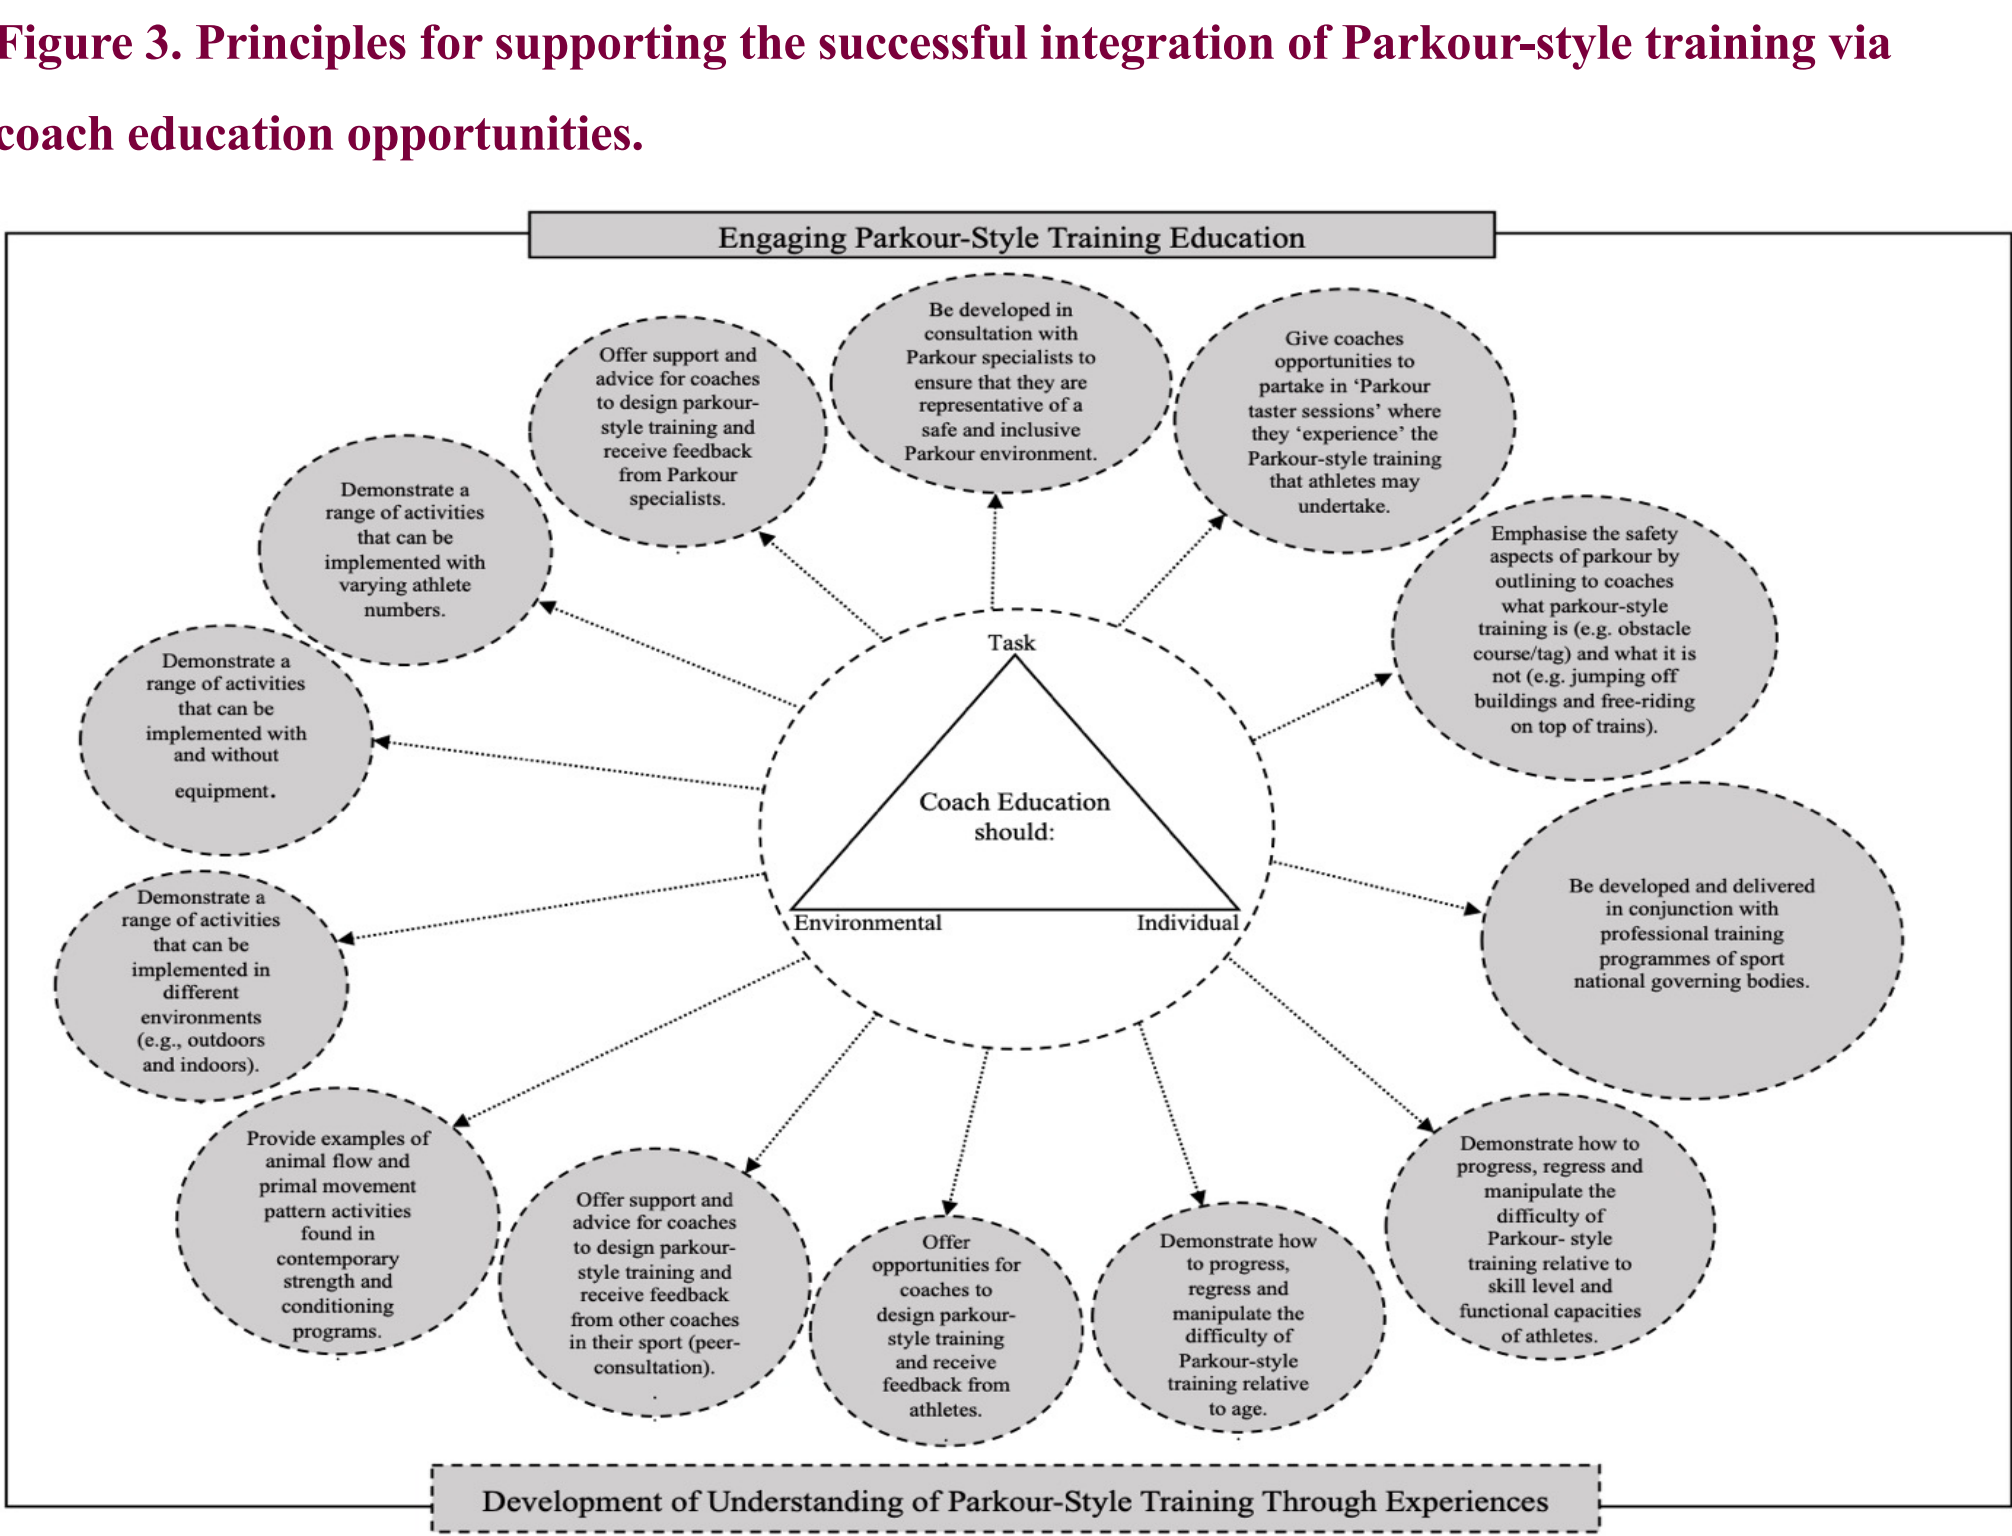 Figure 3. Principles for supporting the successful integration of Parkour-style training via
coach education opportunities.
Engaging Parkour-Style Training Education
Be developed in
consultation with
Parkour specialists to
ensure that they are
representative of a
safe and inclusive
Parkour environment.
Give coaches
opportunities to
partake in ‘Parkour
taster sessions’ where
they ‘experience’ the
Parkour-style training
that athletes may
undertake.
Emphasise the safety
aspects of parkour by
outlining to coaches
what parkour-style
training is (e.g. obstacle
course/tag) and what it is
not (e.g. jumping off
buildings and free-riding
on top of trains).
Be developed and delivered
in conjunction with
professional training
programmes of sport
national governing bodies.
Demonstrate how to
progress, regress and
manipulate the
difficulty of
Parkour- style
training relative to
skill level and
functional capacities
of athletes.
Demonstrate how
to progress,
regress and
manipulate the
difficulty of
Parkour-style
training relative
to age.
Offer
opportunities for
coaches to
design parkour-
style training
and receive
feedback from
athletes.
Offer support and
advice for coaches
to design parkour-
style training and
receive feedback
from other coaches
in their sport (peer-
consultation).
Provide examples of
animal flow and
primal movement
pattern activities
found in
contemporary
strength and
conditioning
programs.
Demonstrate a
range of activities
that can be
implemented in
different
environments
(e.g., outdoors
and indoors).
Demonstrate a
range of activities
that can be
implemented with
and without
equipment.
Demonstrate a
range of activities
that can be
implemented with
varying athlete
numbers.
Offer support and
advice for coaches
to design parkour-
style training and
receive feedback
from Parkour
specialists.
Task
Coach Education
should:
Environmental
Individual
Development of Understanding of Parkour-Style Training Through Experiences